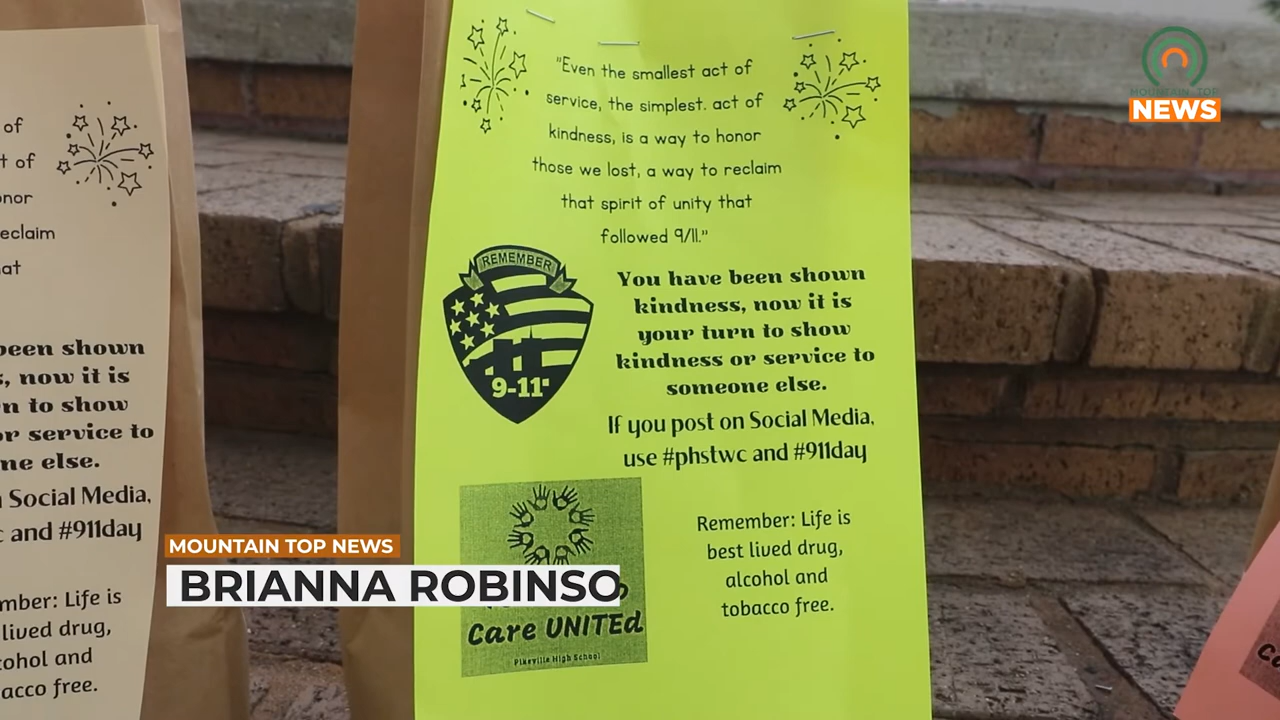 of
t of
onor
eclaim
at
been shown
s, now it is
n to show
or service to
ne else.
Social Media,
c and #911day
mber: Life is
lived drug,
cohol and
acco free.
"Even the smallest act of
service, the simplest. act of
kindness, is a way to honor
those we lost, a way to reclaim
that spirit of unity that
followed 9/11."
REMEMBER
9-11
You have been shown
kindness, now it is
your turn to show
kindness or service to
someone else.
If you post on Social Media,
use #phstwc and #911day
Care UNITEd
Pikeville High School
Remember: Life is
best lived drug,
alcohol and
tobacco free.
MOUNTAIN TOP
NEWS
MOUNTAIN TOP NEWS
BRIANNA ROBINSO